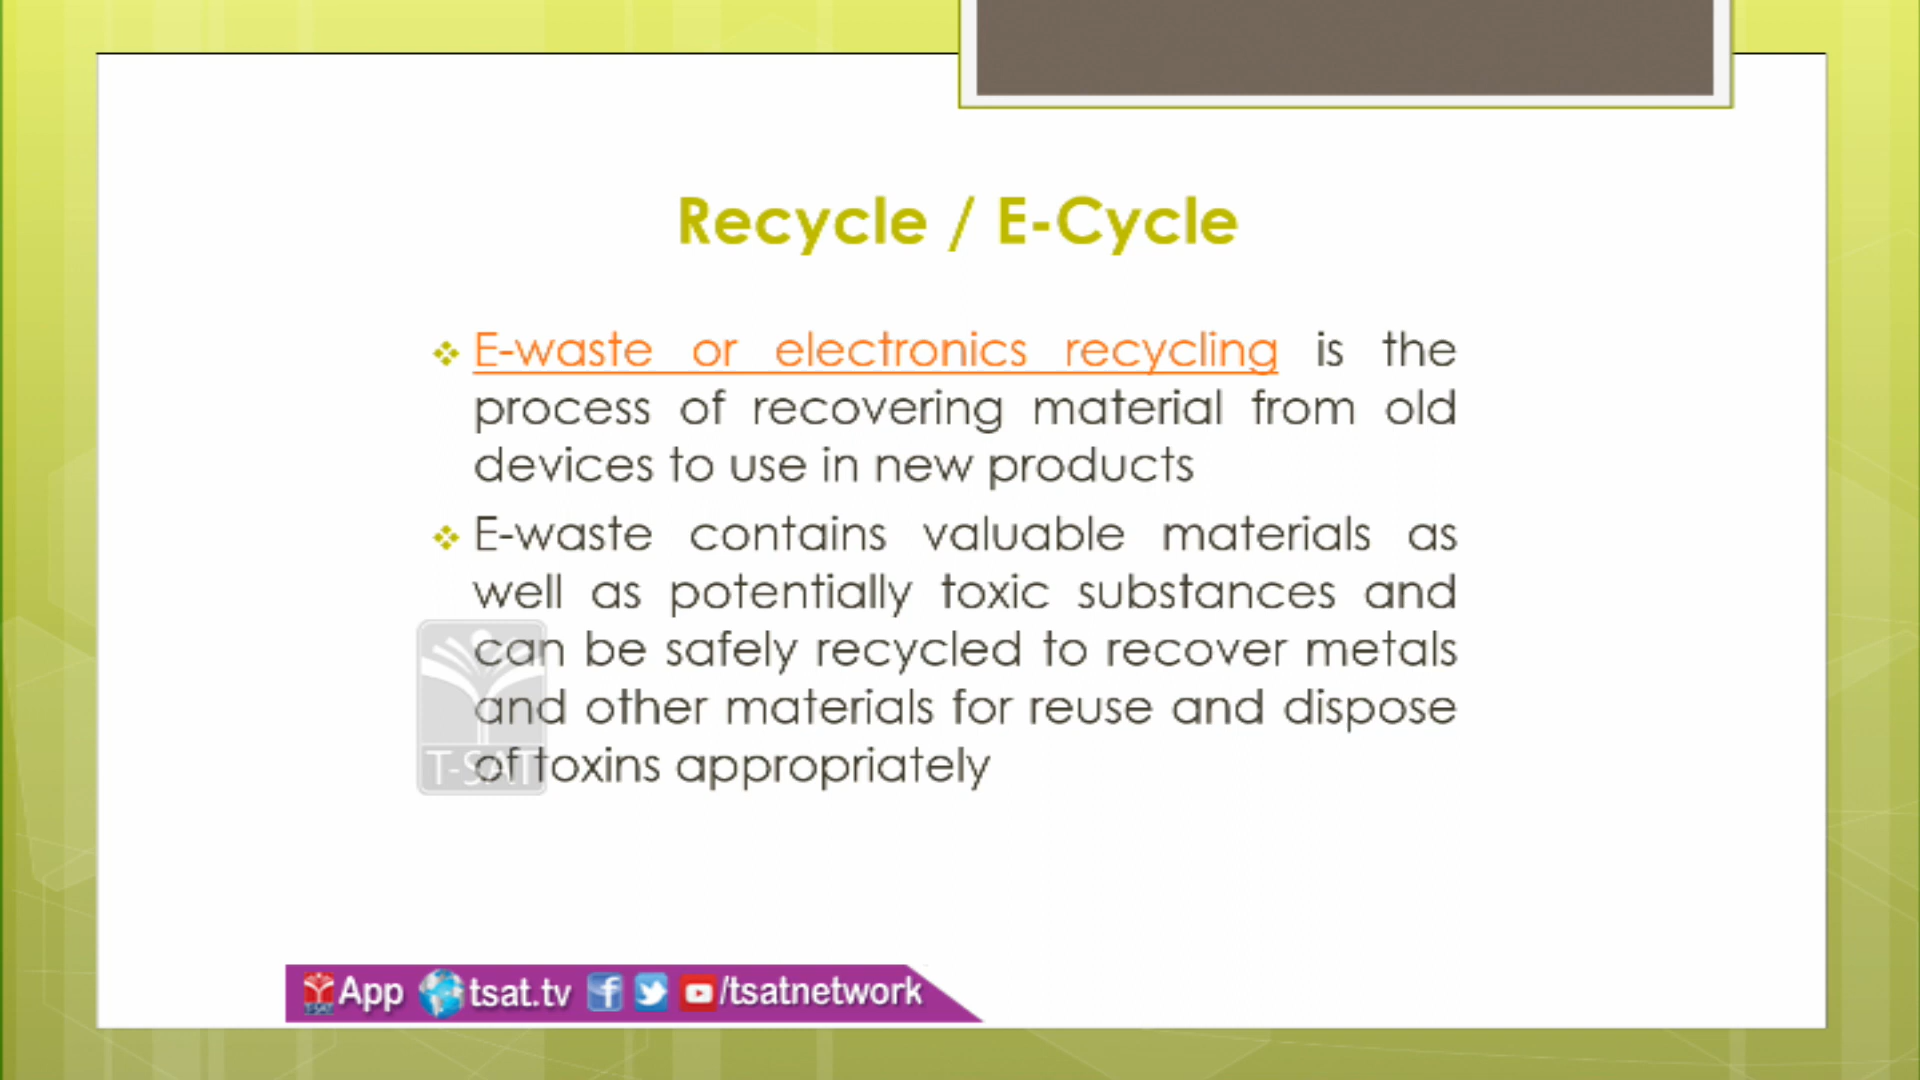 Recycle / E-Cycle
E-waste or electronics recycling is the
process of recovering material from old
devices to use in new products
E-waste contains valuable materials as
well as potentially toxic substances and
can be safely recycled to recover metals
and other materials for reuse and dispose
of toxins appropriately
T-SAT
App tsat.tv /tsatnetwork